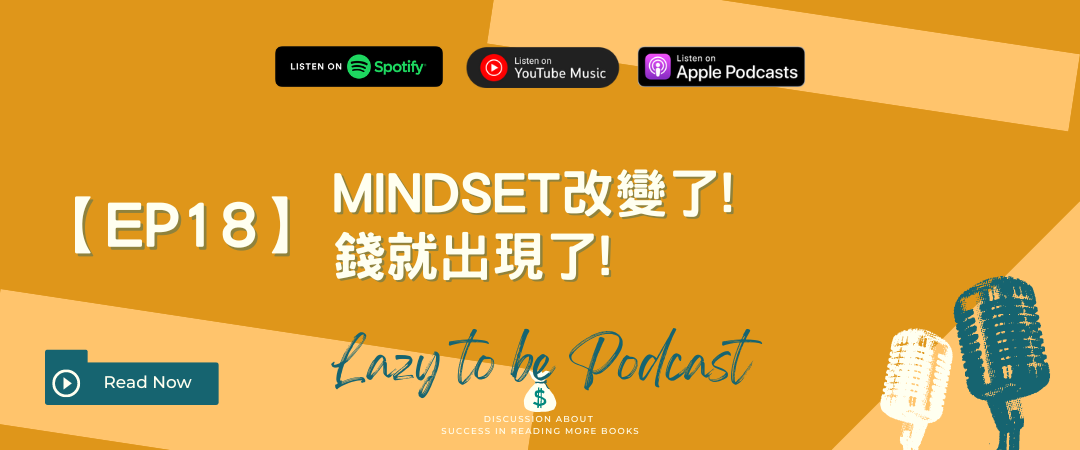 LISTEN ON Spotify
Listen on
YouTube Music
Listen on
Apple Podcasts
【EP18】
MINDSET改變了!
錢就出現了!
Lazy to be Podcast
$
Read Now
DISCUSSION ABOUT
SUCCESS IN READING MORE BOOKS